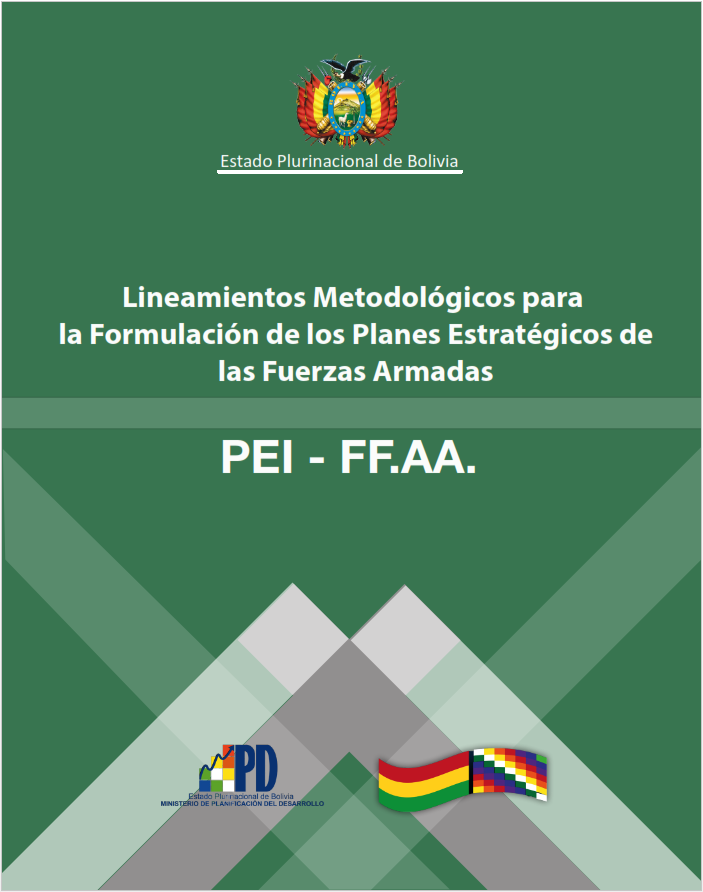 Estado Plurinacional de Bolivia
Lineamientos Metodológicos para
la Formulación de los Planes Estratégicos de
las Fuerzas Armadas
PEI - FF.AA.
PD
Estado Plurinacional de Bolivia
MINISTERIO DE PLANIFICACIÓN DEL DESARROLLO